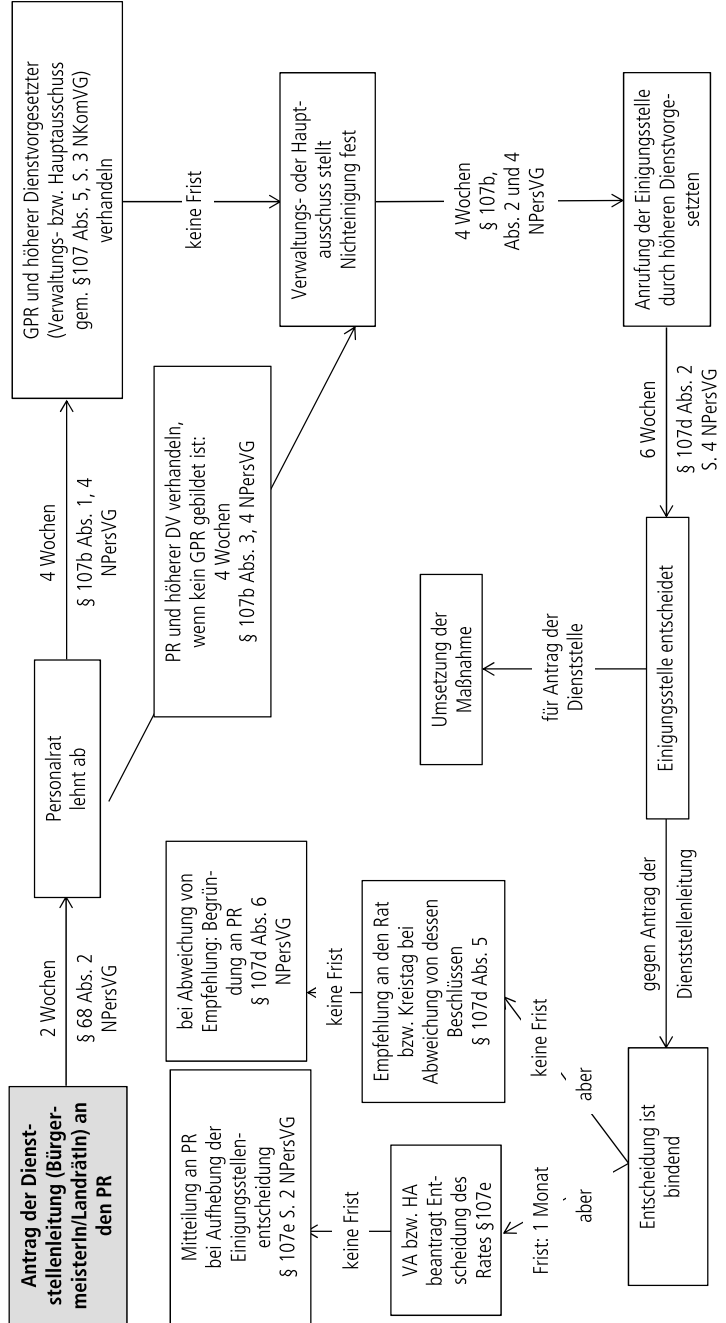 Antrag der Dienst-
stellenleitung (Bürger-
meisterIn/LandrätIn) an
den PR
2 Wochen
§ 68 Abs. 2
NPersVG
Personalrat
lehnt ab
4 Wochen
§ 107b Abs. 1, 4
NPersVG
GPR und höherer Dienstvorgesetzter
(Verwaltungs- bzw. Hauptausschuss
gem. §107 Abs. 5, S. 3 NKomVG)
verhandeln
PR und höherer DV verhandeln,
wenn kein GPR gebildet ist:
4 Wochen
§ 107b Abs. 3, 4 NPersVG
keine Frist
Verwaltungs- oder Haupt-
ausschuss stellt
Nichteinigung fest
4 Wochen
§ 107b,
Abs. 2 und 4
NPersVG
Anrufung der Einigungsstelle
durch höheren Dienstvorge-
setzten
6 Wochen
§ 107d Abs. 2
S. 4 NPersVG
Einigungsstelle entscheidet
für Antrag der
Dienststelle
Umsetzung der
Maßnahme
gegen Antrag der
Dienststellenleitung
Entscheidung ist
bindend
keine Frist
aber
Empfehlung an den Rat
bzw. Kreistag bei
Abweichung von dessen
Beschlüssen
§ 107d Abs. 5
keine Frist
bei Abweichung von
Empfehlung: Begrün-
dung an PR
§ 107d Abs. 6
NPersVG
Frist: 1 Monat
aber
VA bzw. HA
beantragt Ent-
scheidung des
Rates §107e
keine Frist
Mitteilung an PR
bei Aufhebung der
Einigungsstellen-
entscheidung
§ 107e S. 2 NPersVG